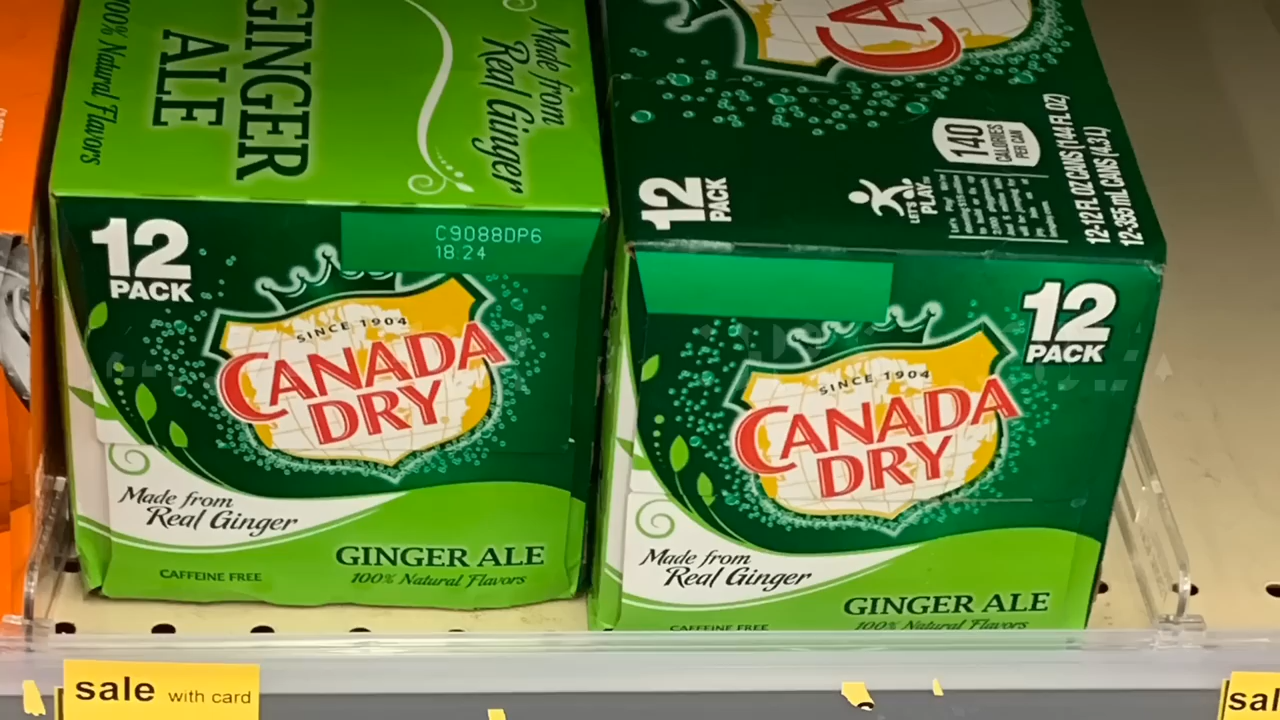 GINGER
ALE
100% Natural Flavors
Made from
Real Ginger
12
PACK
C9088DP6
18:24
SINCE 1904
CANADA
DRY
Made from
Real Ginger
GINGER ALE
100% Natural Flavors
CAFFEINE FREE
CA
12
PACK
LET'S
PLAY
140
CALORIES
PER CAN
12-12 FL OZ CANS (144 FL OZ)
12-355 mL CANS (4.3 L)
12
PACK
SINCE 1904
CANADA
DRY
Made from
Real Ginger
GINGER ALE
100% Natural Flavors
CAFFEINE FREE
sale with card
sal